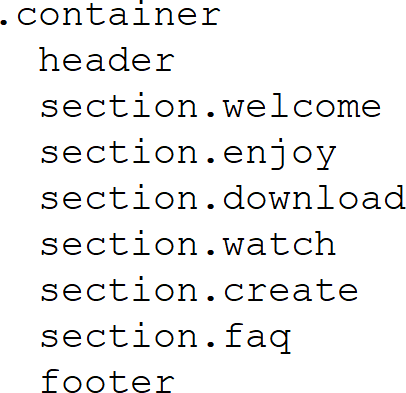 .container
header
section.welcome
section.enjoy
section.download
section.watch
section.create
section.faq
footer